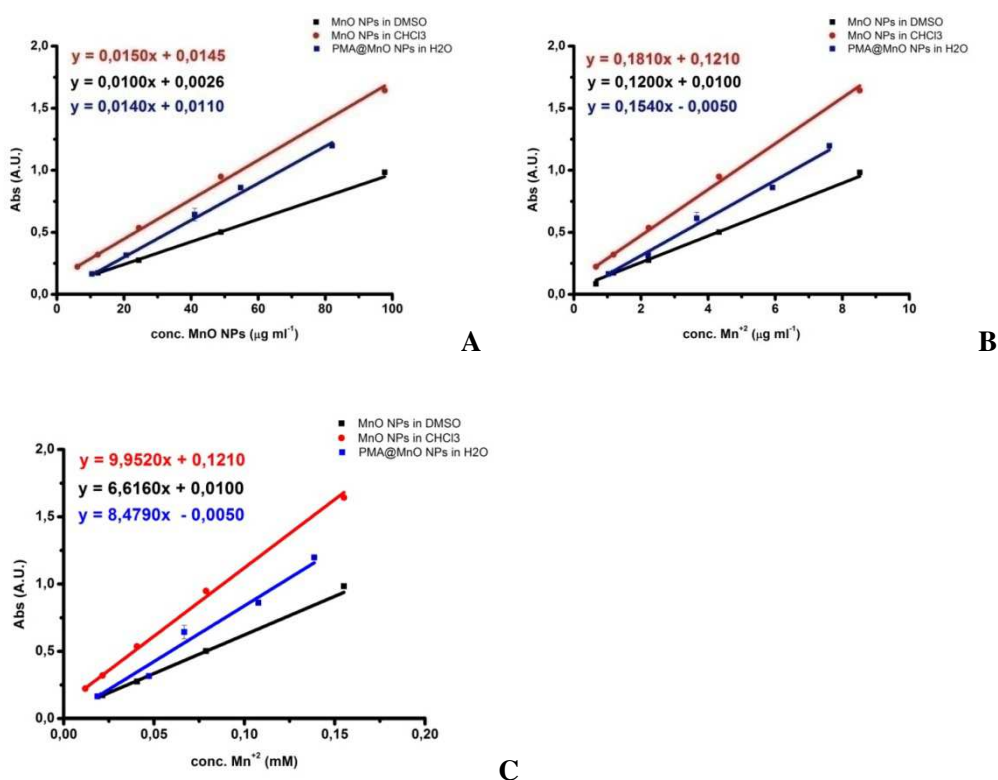 MnO NPs in DMSO
MnO NPs in CHCl3
PMA@MnO NPs in H2O
2,0
1,5
1,0
0,5
0,0
Abs (A.U.)
y = 0,0150x + 0,0145
y = 0,0100x + 0,0026
y = 0,0140x + 0,0110
0 20 40 60 80 100
conc. MnO NPs (μg ml⁻¹)
A
MnO NPs in DMSO
MnO NPs in CHCl3
PMA@MnO NPs in H2O
2,0
1,5
1,0
0,5
0,0
Abs (A.U.)
y = 0,1810x + 0,1210
y = 0,1200x + 0,0100
y = 0,1540x - 0,0050
0 2 4 6 8 10
conc. Mn⁺² (μg ml⁻¹)
B
MnO NPs in DMSO
MnO NPs in CHCl3
PMA@MnO NPs in H2O
2,0
1,5
1,0
0,5
0,0
Abs (A.U.)
y = 9,9520x + 0,1210
y = 6,6160x + 0,0100
y = 8,4790x - 0,0050
0,00 0,05 0,10 0,15 0,20
conc. Mn⁺² (mM)
C